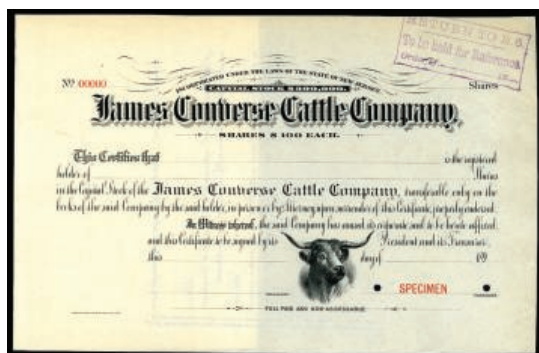 RETURN TO B.S.
To be held for Reference
Order
INCORPORATED UNDER THE LAWS OF THE STATE OF NEW JERSEY.
No 00000 CAPITAL STOCK $300,000. Shares
James Converse Cattle Company.
SHARES $100 EACH.
This Certifies that is the registered
holder of Shares
in the Capital Stock of the James Converse Cattle Company, transferable only on the
books of the said Company by the said holder, in person or by Attorney upon surrender of this Certificate, properly endorsed.
In Witness whereof, the said Company has caused its corporate seal to be hereto affixed,
and this Certificate to be signed by its President and its Treasurer
this day of 19
SPECIMEN
FULL PAID AND NON-ASSESSABLE